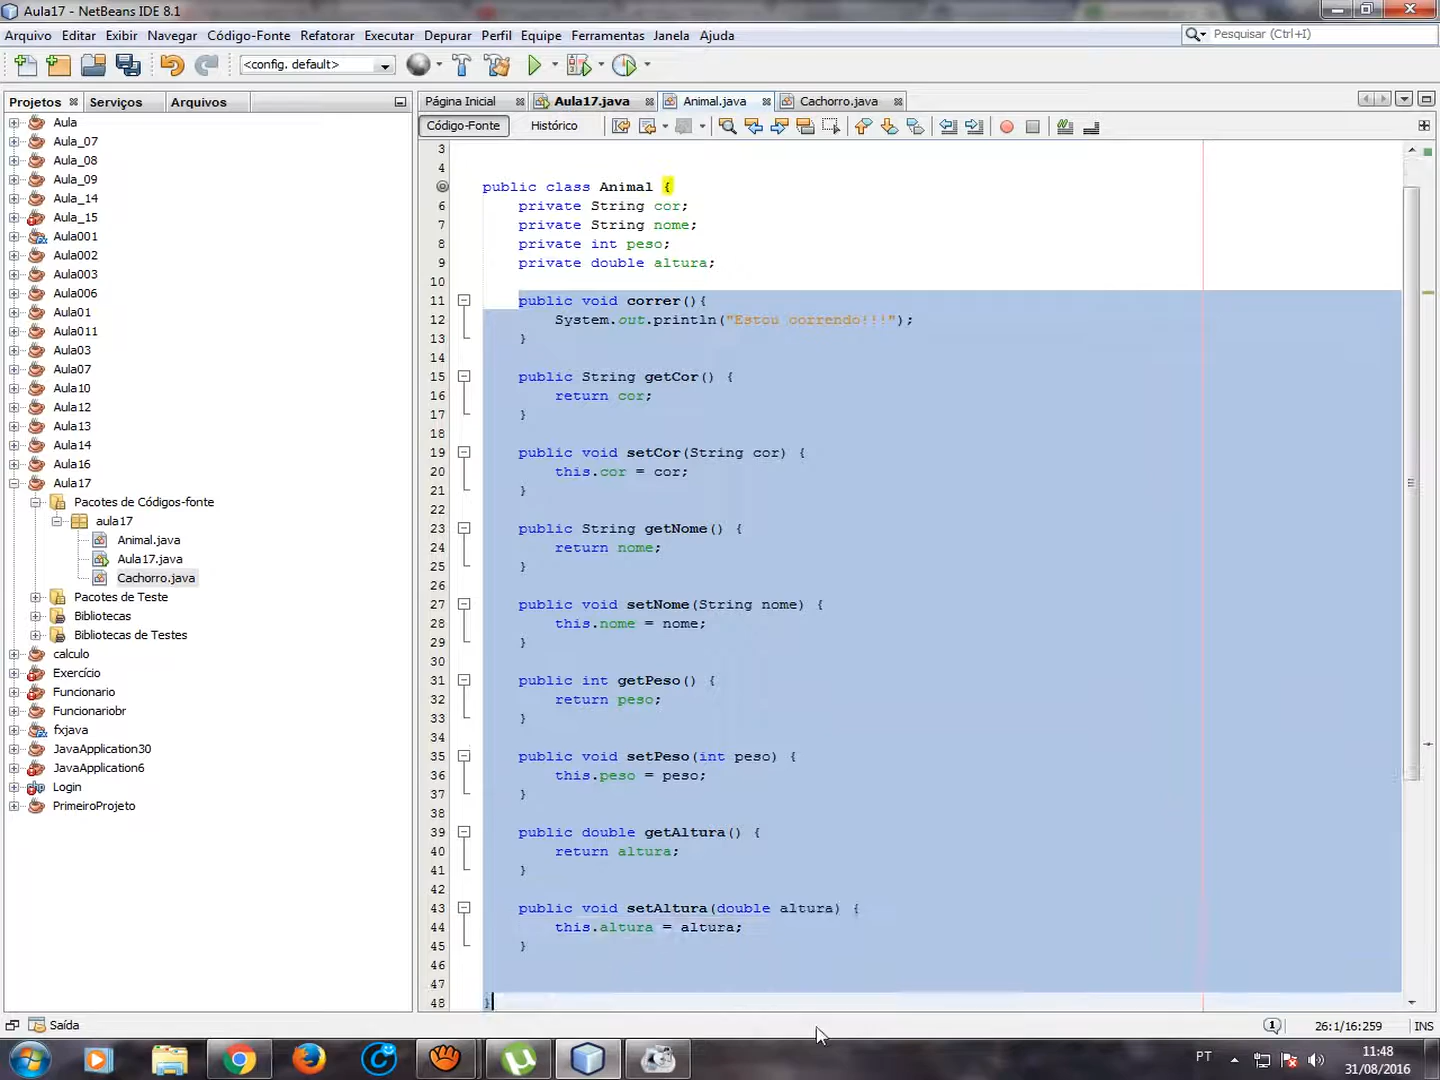 Aula17 - NetBeans IDE 8.1
Arquivo Editar Exibir Navegar Código-Fonte Refatorar Executar Depurar Perfil Equipe Ferramentas Janela Ajuda
Pesquisar (Ctrl+I)
<config. default>
Projetos Serviços Arquivos
Página Inicial Aula17.java Animal.java Cachorro.java
Código-Fonte Histórico
Aula
Aula_07
Aula_08
Aula_09
Aula_14
Aula_15
Aula001
Aula002
Aula003
Aula006
Aula01
Aula011
Aula03
Aula07
Aula10
Aula12
Aula13
Aula14
Aula16
Aula17
Pacotes de Códigos-fonte
aula17
Animal.java
Aula17.java
Cachorro.java
Pacotes de Teste
Bibliotecas
Bibliotecas de Testes
calculo
Exercício
Funcionario
Funcionariobr
fxjava
JavaApplication30
JavaApplication6
Login
PrimeiroProjeto
3
4
public class Animal {
6 private String cor;
7 private String nome;
8 private int peso;
9 private double altura;
10
11 public void correr(){
12 System.out.println("Estou correndo!!!");
13 }
14
15 public String getCor() {
16 return cor;
17 }
18
19 public void setCor(String cor) {
20 this.cor = cor;
21 }
22
23 public String getNome() {
24 return nome;
25 }
26
27 public void setNome(String nome) {
28 this.nome = nome;
29 }
30
31 public int getPeso() {
32 return peso;
33 }
34
35 public void setPeso(int peso) {
36 this.peso = peso;
37 }
38
39 public double getAltura() {
40 return altura;
41 }
42
43 public void setAltura(double altura) {
44 this.altura = altura;
45 }
46
47
48 }
Saída
1 26:1/16:259 INS
PT 11:48
31/08/2016